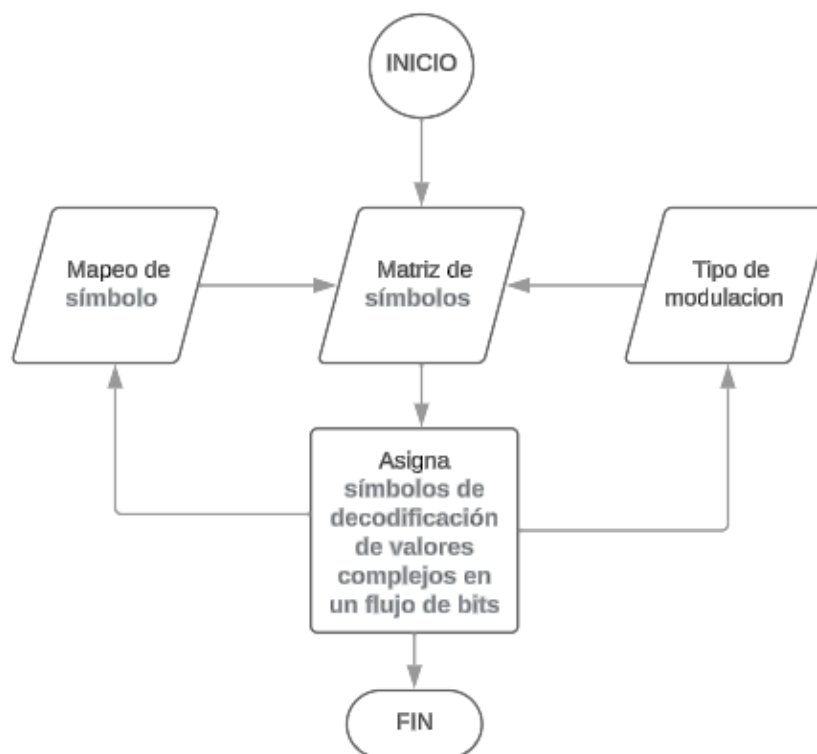 INICIO
Mapeo de
símbolo
Matriz de
símbolos
Tipo de
modulacion
Asigna
símbolos de
decodificación
de valores
complejos en
un flujo de bits
FIN